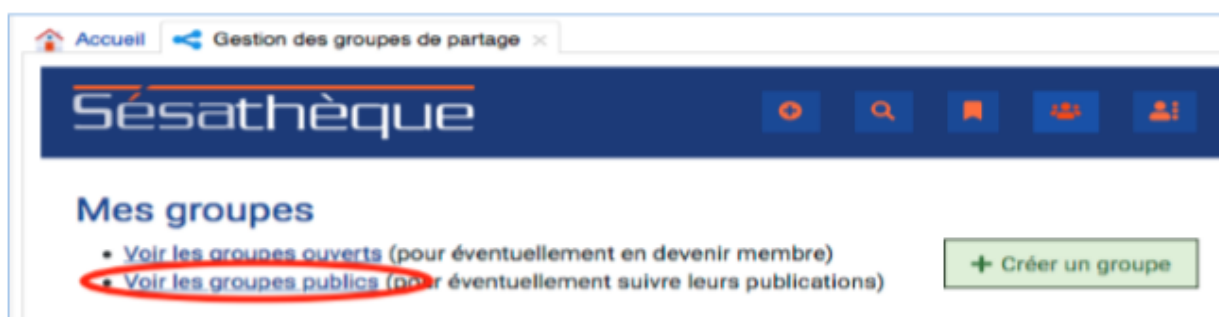 Accueil Gestion des groupes de partage ×
Sésathèque
Mes groupes
• Voir les groupes ouverts (pour éventuellement en devenir membre)
• Voir les groupes publics (pour éventuellement suivre leurs publications)
+ Créer un groupe